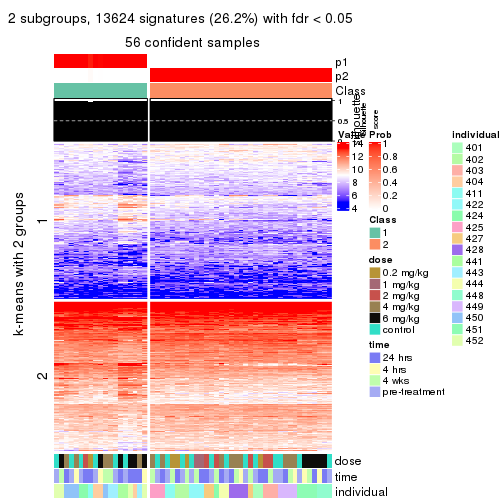 2 subgroups, 13624 signatures (26.2%) with fdr < 0.05
56 confident samples
p1
p2
Class
1
0.5
0
Silhouette
score
k-means with 2 groups
1
2
dose
time
individual
Value
14
12
10
8
6
4
Prob
1
0.8
0.6
0.4
0.2
0
Class
1
2
dose
0.2 mg/kg
1 mg/kg
2 mg/kg
4 mg/kg
6 mg/kg
control
time
24 hrs
4 hrs
4 wks
pre-treatment
individual
401
402
403
404
411
422
424
425
427
428
441
443
444
448
449
450
451
452